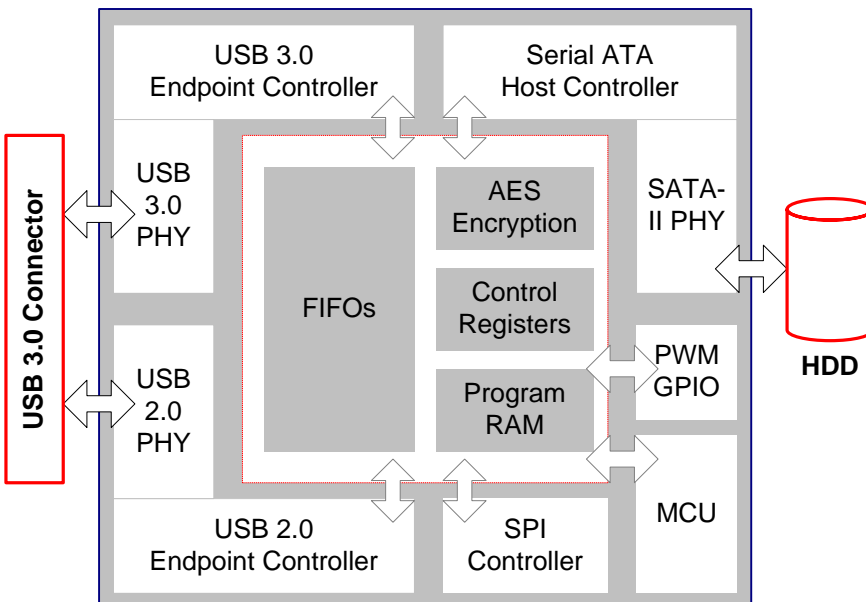 USB 3.0
Endpoint Controller
Serial ATA
Host Controller
USB 3.0 Connector
USB
3.0
PHY
AES
Encryption
SATA-
II PHY
FIFOs
Control
Registers
USB
2.0
PHY
Program
RAM
PWM
GPIO
HDD
MCU
USB 2.0
Endpoint Controller
SPI
Controller